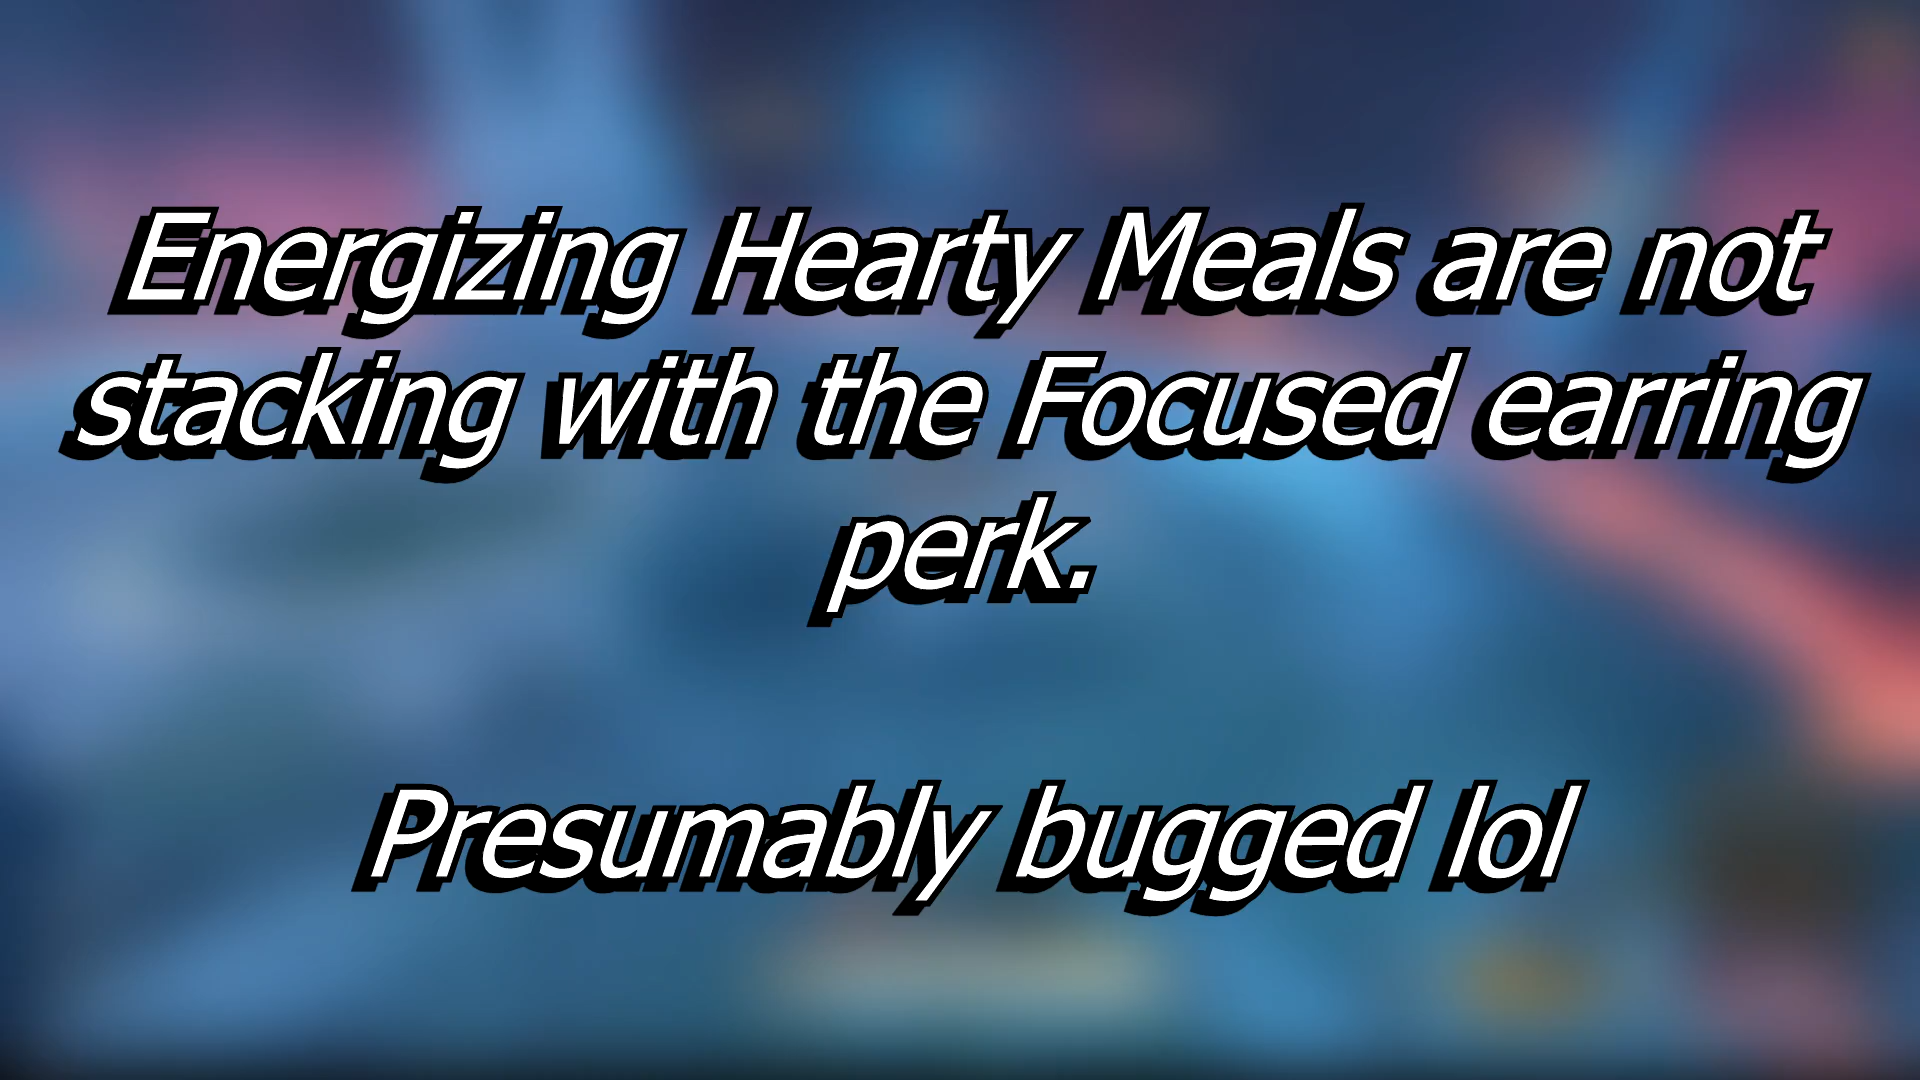 Energizing Hearty Meals are not
stacking with the Focused earring
perk.
Presumably bugged lol